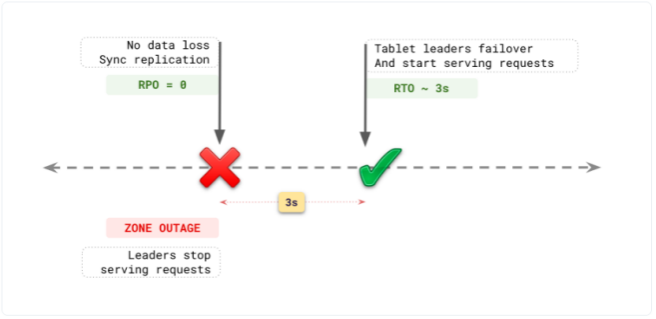 No data loss
Sync replication
RPO = 0
Tablet leaders failover
And start serving requests
RTO ~ 3s
3s
ZONE OUTAGE
Leaders stop
serving requests